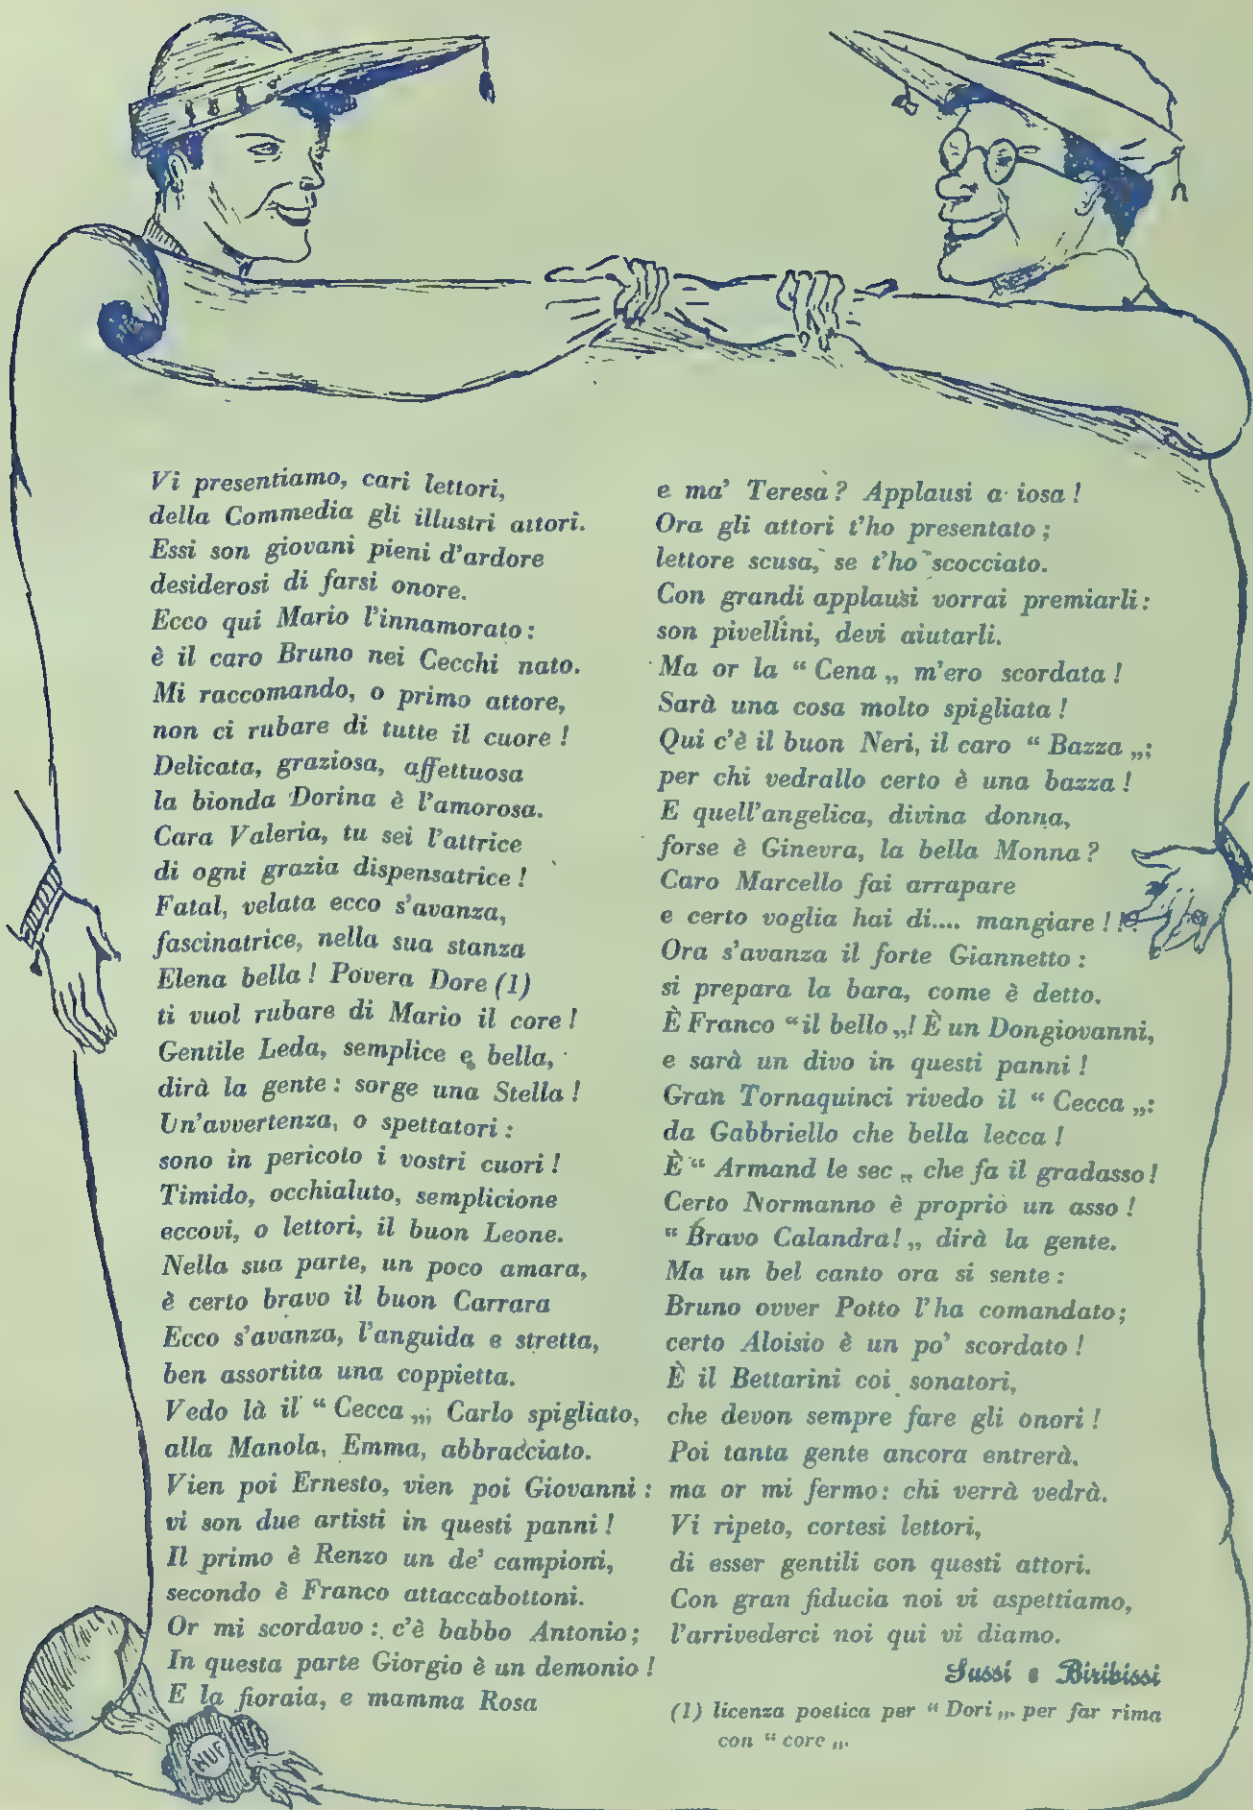 Vi presentiamo, cari lettori,
della Commedia gli illustri attori.
Essi son giovani pieni d'ardore
desiderosi di farsi onore.
Ecco qui Mario l'innamorato:
è il caro Bruno nei Cecchi nato.
Mi raccomando, o primo attore,
non ci rubare di tutte il cuore!
Delicata, graziosa, affettuosa
la bionda Dorina è l'amorosa.
Cara Valeria, tu sei l'attrice
di ogni grazia dispensatrice!
Fatal, velata ecco s'avanza,
fascinatrice, nella sua stanza
Elena bella! Povera Dore (1)
ti vuol rubare di Mario il core!
Gentile Leda, semplice e bella,
dirà la gente: sorge una Stella!
Un'avvertenza, o spettatori:
sono in pericolo i vostri cuori!
Timido, occhialuto, semplicione
eccovi, o lettori, il buon Leone.
Nella sua parte, un poco amara,
è certo bravo il buon Carrara
Ecco s'avanza, l'anguida e stretta,
ben assortita una coppietta.
Vedo là il “Cecca„; Carlo spigliato,
alla Manola, Emma, abbracciato.
Vien poi Ernesto, vien poi Giovanni:
vi son due artisti in questi panni!
Il primo è Renzo un de' campioni,
secondo è Franco attaccabottoni.
Or mi scordavo: c'è babbo Antonio;
In questa parte Giorgio è un demonio!
E la fioraia, e mamma Rosa
e ma' Teresa? Applausi a iosa!
Ora gli attori t'ho presentato;
lettore scusa, se t'ho scocciato.
Con grandi applausi vorrai premiarli:
son pivellini, devi aiutarli.
Ma or la “Cena„ m'ero scordata!
Sarà una cosa molto spigliata!
Qui c'è il buon Neri, il caro “Bazza„;
per chi vedrallo certo è una bazza!
E quell'angelica, divina donna,
forse è Ginevra, la bella Monna?
Caro Marcello fai arrapare
e certo voglia hai di.... mangiare!!!
Ora s'avanza il forte Giannetto:
si prepara la bara, come è detto.
È Franco “il bello„! È un Dongiovanni,
e sarà un divo in questi panni!
Gran Tornaquinci rivedo il “Cecca„:
da Gabbriello che bella lecca!
È “Armand le sec„ che fa il gradasso!
Certo Normanno è proprio un asso!
“Bravo Calandra!„ dirà la gente.
Ma un bel canto ora si sente:
Bruno ovver Potto l'ha comandato;
certo Aloisio è un po' scordato!
È il Bettarini coi sonatori,
che devon sempre fare gli onori!
Poi tanta gente ancora entrerà,
ma or mi fermo: chi verrà vedrà.
Vi ripeto, cortesi lettori,
di esser gentili con questi attori.
Con gran fiducia noi vi aspettiamo,
l'arrivederci noi qui vi diamo.
Sussi e Biribissi
(1) licenza poetica per “Dori„ per far rima
con “core„.
NUF